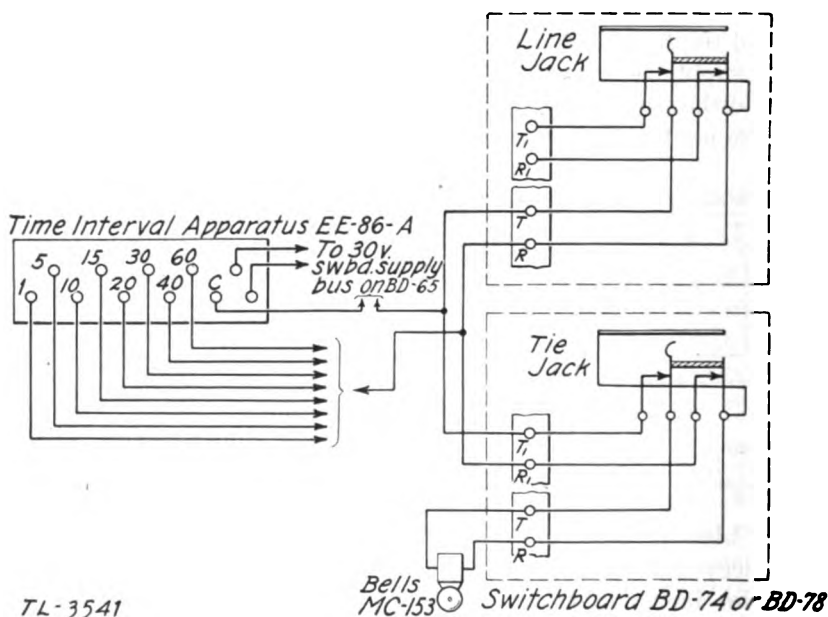 Line
Jack
T₁
R₁
T
R
Time Interval Apparatus EE-86-A
1 5 10 15 20 30 40 60 C
To 30v.
swbd. supply
bus on BD-65
Tie
Jack
T₁
R₁
T
R
Bells
MC-153
Switchboard BD-74 or BD-78
TL-3541